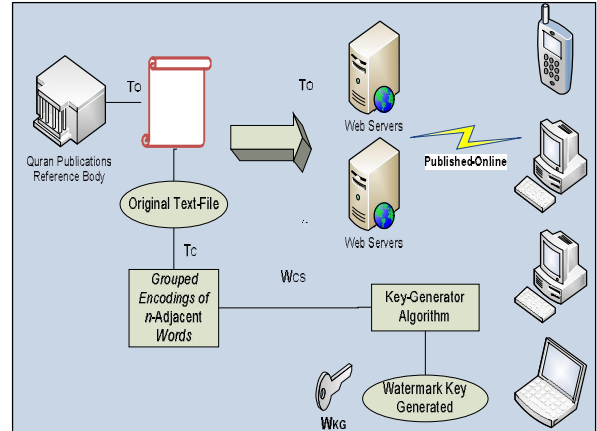 To
To
Web Servers
Quran Publications
Reference Body
Published-Online
Original Text-File
Web Servers
Tc
Grouped
Encodings of
n-Adjacent
Words
Wcs
Key-Generator
Algorithm
Watermark Key
Generated
WKG